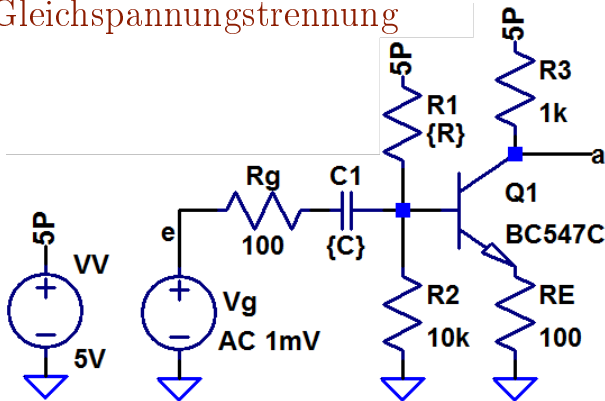 Gleichspannungstrennung
5P
5P
R3
1k
R1
{R}
a
Rg
C1
Q1
e
100
{C}
BC547C
5P
VV
Vg
R2
RE
AC 1mV
10k
100
5V